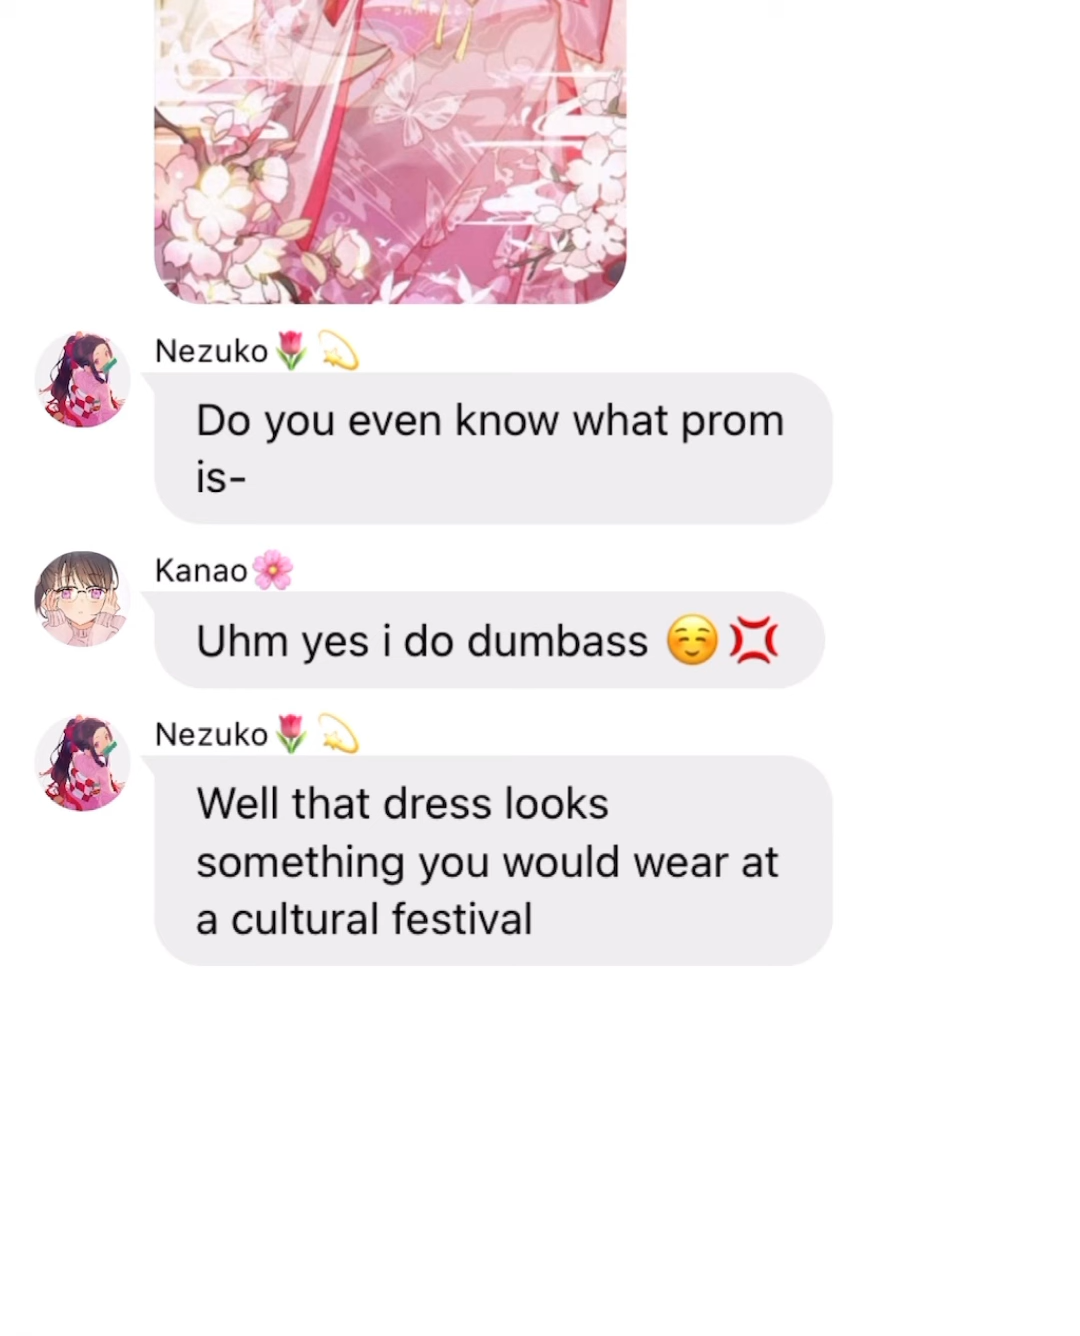 Nezuko🌷💫
Do you even know what prom
is-
Kanao🌸
Uhm yes i do dumbass ☺️💢
Nezuko🌷💫
Well that dress looks
something you would wear at
a cultural festival